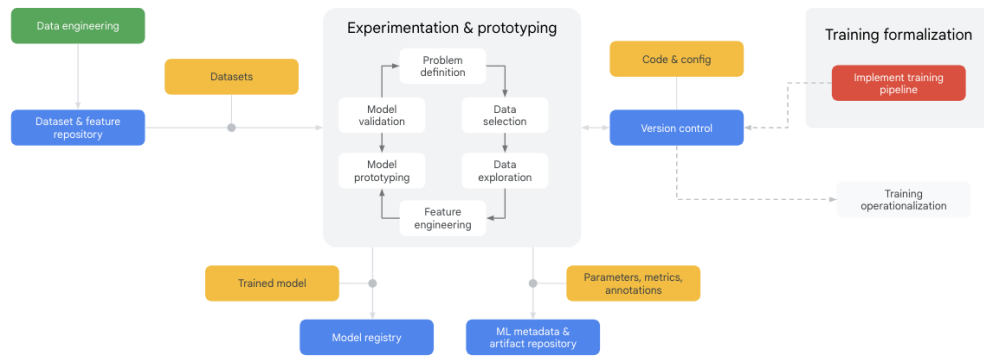 Data engineering
Experimentation & prototyping
Training formalization
Datasets
Problem
definition
Code & config
Implement training
pipeline
Dataset & feature
repository
Model
validation
Data
selection
Version control
Model
prototyping
Data
exploration
Training
operationalization
Feature
engineering
Trained model
Parameters, metrics,
annotations
Model registry
ML metadata &
artifact repository